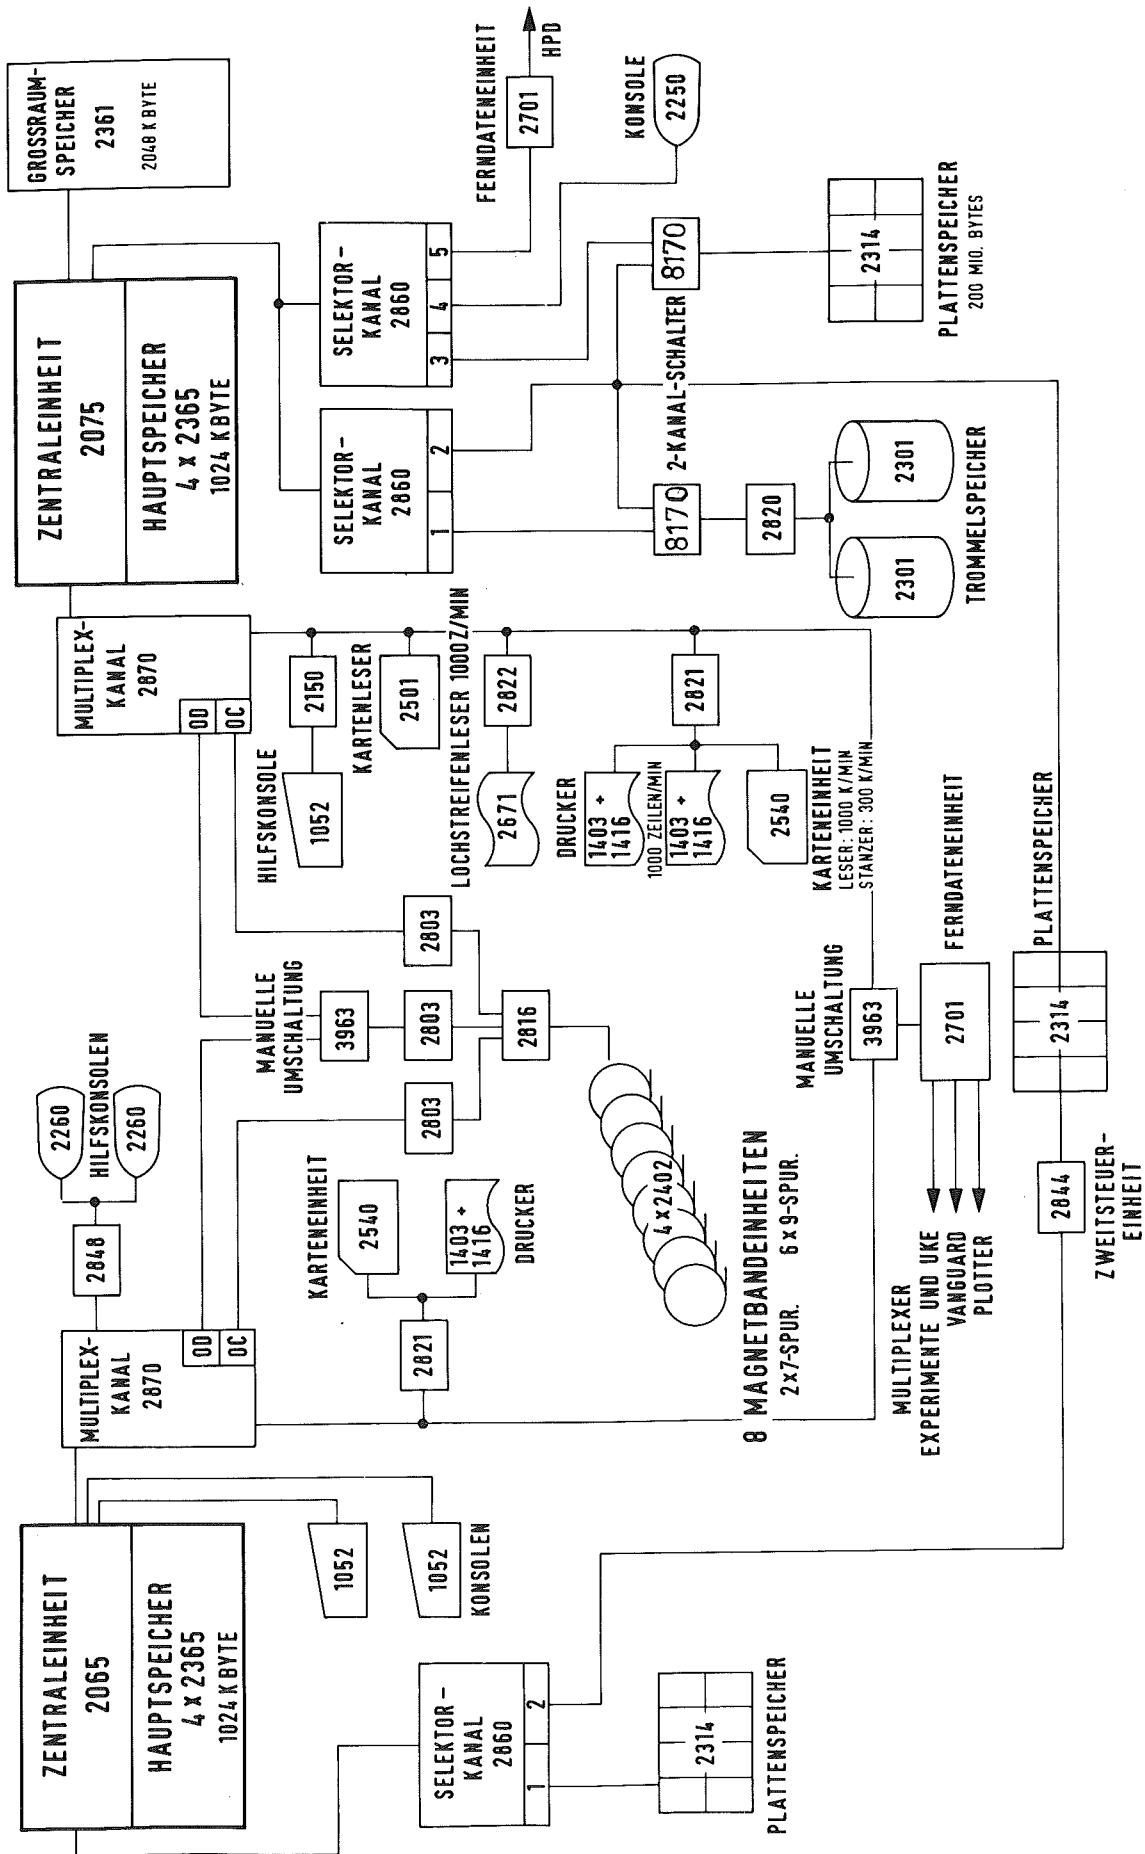 ZENTRALEINHEIT
2065
HAUPTSPEICHER
4 x 2365
1024 K BYTE
1052
1052
KONSOLEN
SELEKTOR-
KANAL
2860
1
2
2314
PLATTENSPEICHER
MULTIPLEX-
KANAL
2870
OD
OC
2848
2260
2260
HILFSKONSOLEN
KARTENEINHEIT
2540
1403 +
1416
DRUCKER
2821
MANUELLE
UMSCHALTUNG
3963
2803
2803
2803
2816
4 x 2402
8 MAGNETBANDEINHEITEN
2 x 7-SPUR.
6 x 9-SPUR.
MANUELLE
UMSCHALTUNG
3963
2701
FERNDATENEINHEIT
MULTIPLEXER
EXPERIMENTE UND UKE
VANGUARD
PLOTTER
2844
ZWEITSTEUER-
EINHEIT
PLATTENSPEICHER
2314
ZENTRALEINHEIT
2075
HAUPTSPEICHER
4 x 2365
1024 K BYTE
GROSSRAUM-
SPEICHER
2361
2048 K BYTE
MULTIPLEX-
KANAL
2870
OD
OC
HILFSKONSOLE
1052
2150
KARTENLESER
2501
LOCHSTREIFENLESER 1000 Z/MIN
2671
2822
DRUCKER
1403 +
1416
1000 ZEILEN/MIN
1403 +
1416
2821
2540
KARTENEINHEIT
LESER: 1000 K/MIN
STANZER: 300 K/MIN
SELEKTOR-
KANAL
2860
1
2
SELEKTOR-
KANAL
2860
3
4
5
FERNDATENEINHEIT
2701
HPD
KONSOLE
2250
8170
2-KANAL-SCHALTER
8170
2820
2301
2301
TROMMELSPEICHER
2314
PLATTENSPEICHER
200 MIO. BYTES